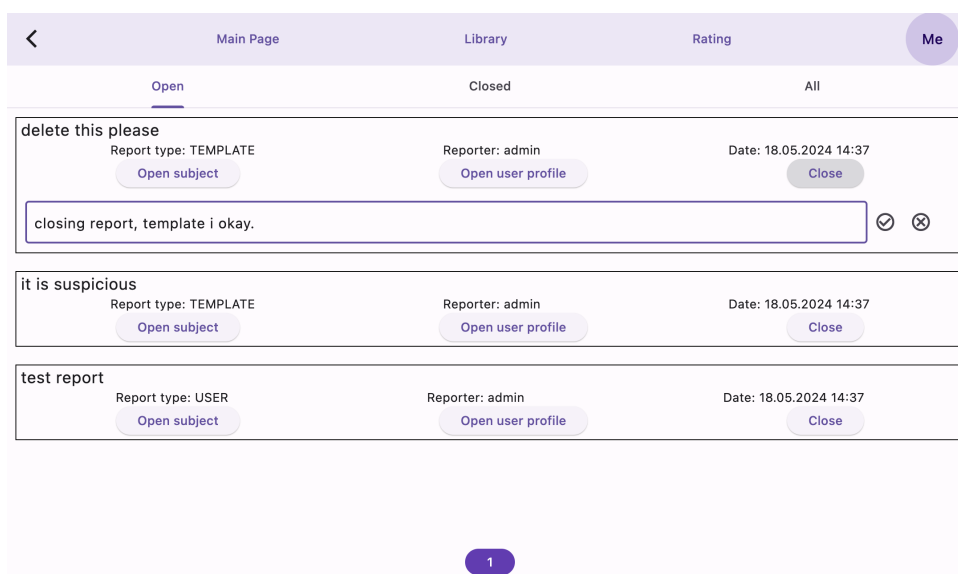 Main Page Library Rating Me
Open Closed All
delete this please
Report type: TEMPLATE Reporter: admin Date: 18.05.2024 14:37
Open subject Open user profile Close
closing report, template i okay.
it is suspicious
Report type: TEMPLATE Reporter: admin Date: 18.05.2024 14:37
Open subject Open user profile Close
test report
Report type: USER Reporter: admin Date: 18.05.2024 14:37
Open subject Open user profile Close
1